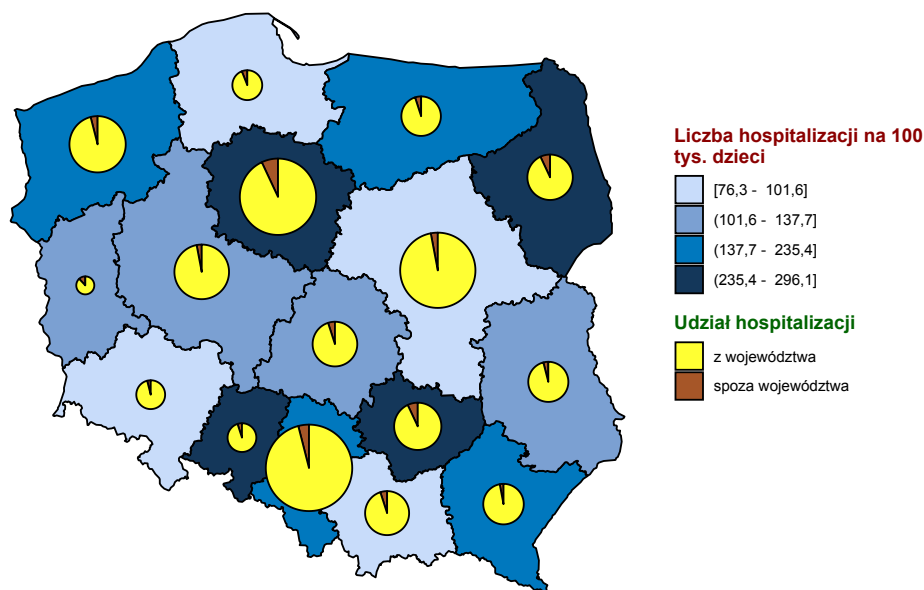 Liczba hospitalizacji na 100
tys. dzieci
[76,3 - 101,6]
(101,6 - 137,7]
(137,7 - 235,4]
(235,4 - 296,1]
Udział hospitalizacji
z województwa
spoza województwa